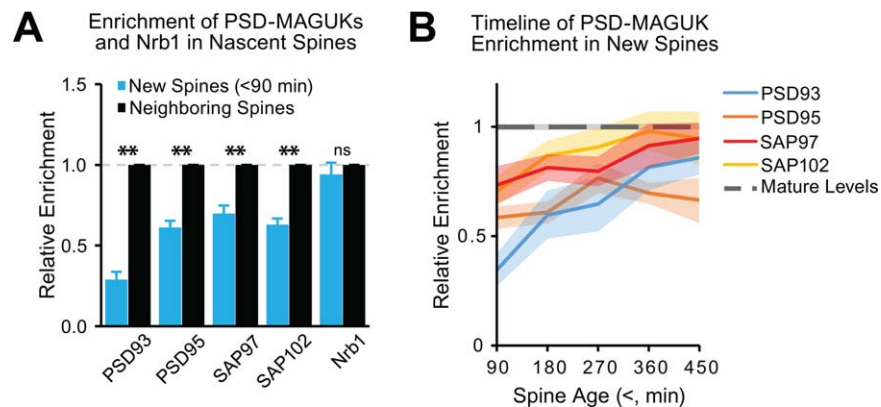 A
Enrichment of PSD-MAGUKs
and Nrb1 in Nascent Spines
Relative Enrichment
1.5
1.0
0.5
0.0
New Spines (<90 min)
Neighboring Spines
** ** ** ** ns
PSD93 PSD95 SAP97 SAP102 Nrb1
B
Timeline of PSD-MAGUK
Enrichment in New Spines
Relative Enrichment
1
0.5
0
PSD93
PSD95
SAP97
SAP102
Mature Levels
90 180 270 360 450
Spine Age (<, min)